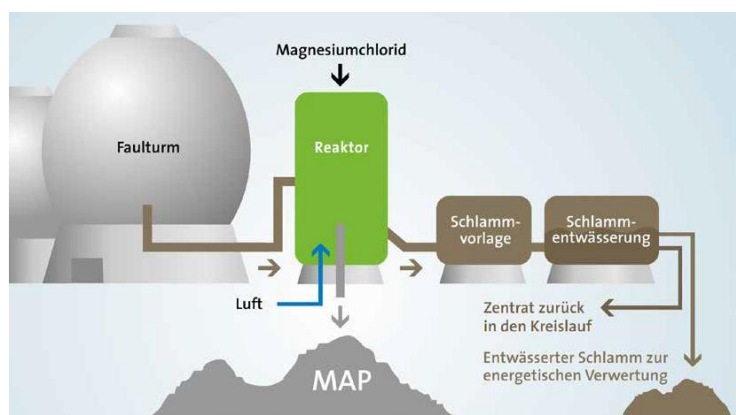 Magnesiumchlorid
Faulturm
Reaktor
Schlamm-
vorlage
Schlamm-
entwässerung
Luft
Zentrat zurück
in den Kreislauf
MAP
Entwässerter Schlamm zur
energetischen Verwertung